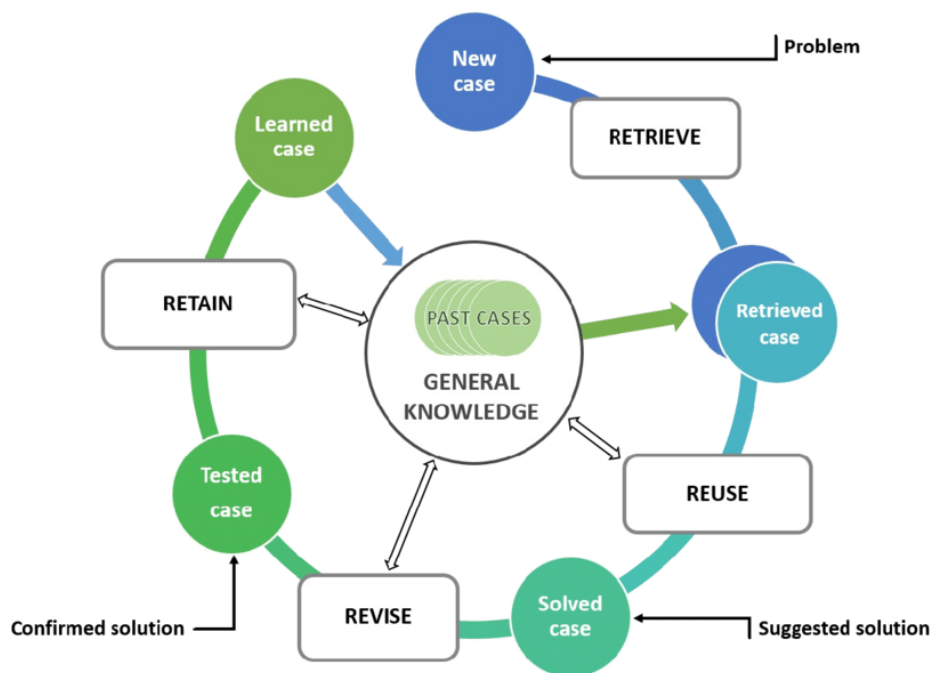 New
case
Problem
RETRIEVE
Retrieved
case
REUSE
Solved
case
Suggested solution
REVISE
Tested
case
Confirmed solution
RETAIN
Learned
case
PAST CASES
GENERAL
KNOWLEDGE